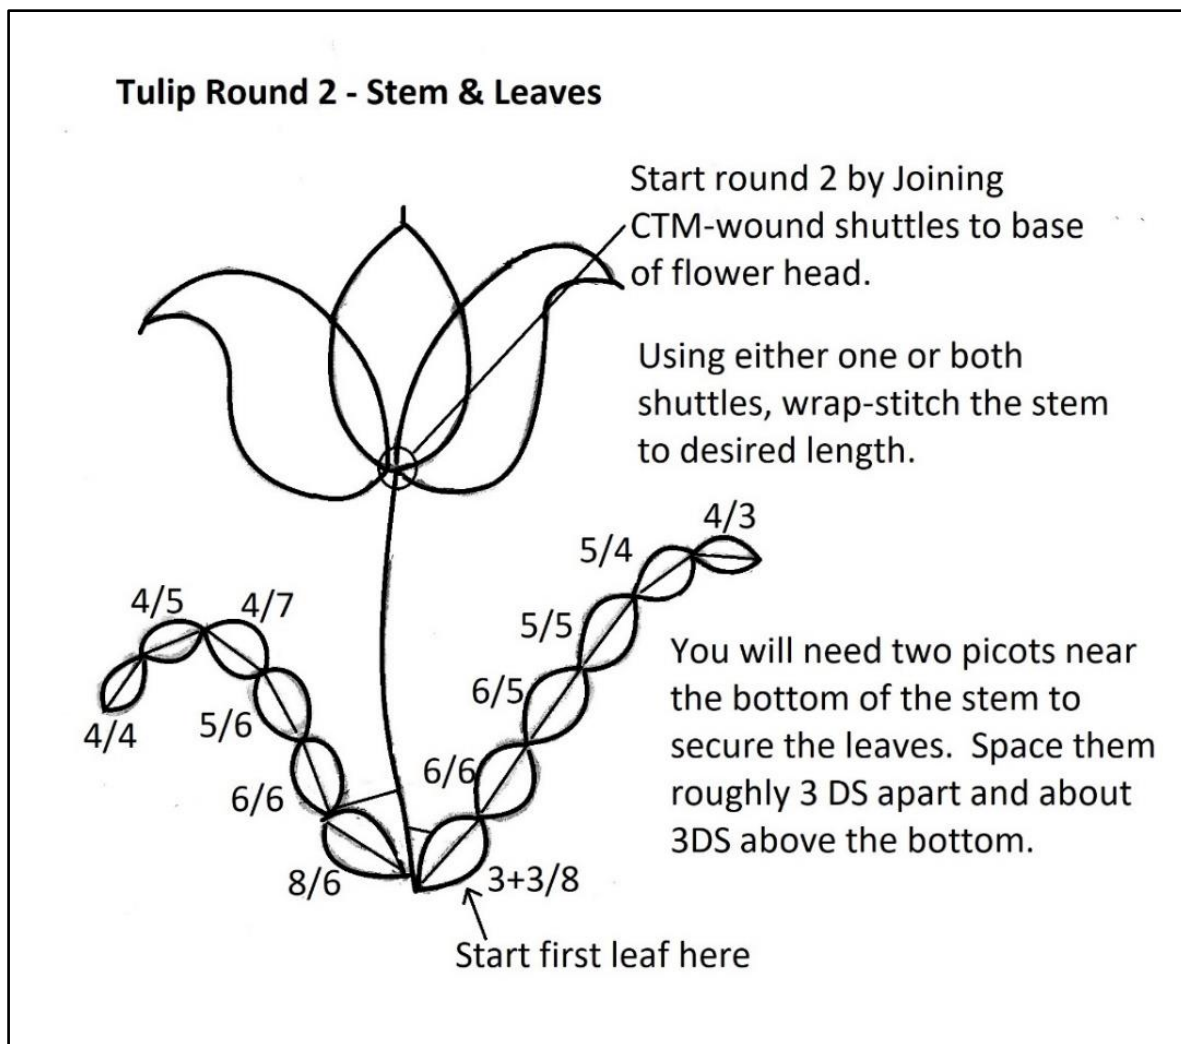 Tulip Round 2 - Stem & Leaves
Start round 2 by Joining
CTM-wound shuttles to base
of flower head.
Using either one or both
shuttles, wrap-stitch the stem
to desired length.
4/3
5/4
4/5
4/7
5/5
You will need two picots near
the bottom of the stem to
secure the leaves.  Space them
roughly 3 DS apart and about
3DS above the bottom.
6/5
4/4
5/6
6/6
6/6
8/6
3+3/8
Start first leaf here